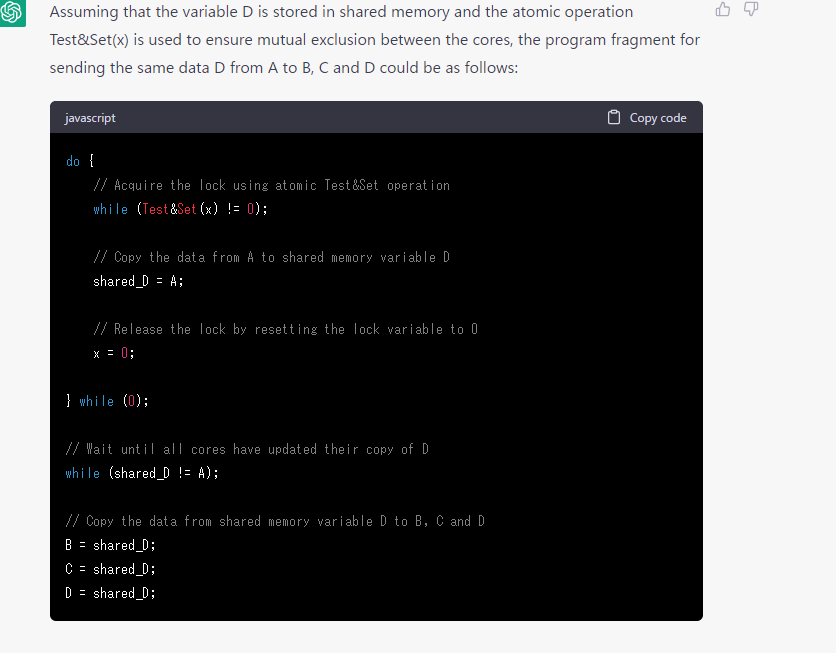 Assuming that the variable D is stored in shared memory and the atomic operation
Test&Set(x) is used to ensure mutual exclusion between the cores, the program fragment for
sending the same data D from A to B, C and D could be as follows:
javascript
Copy code
do {
    // Acquire the lock using atomic Test&Set operation
    while (Test&Set(x) != 0);
    // Copy the data from A to shared memory variable D
    shared_D = A;
    // Release the lock by resetting the lock variable to 0
    x = 0;
} while (0);
// Wait until all cores have updated their copy of D
while (shared_D != A);
// Copy the data from shared memory variable D to B, C and D
B = shared_D;
C = shared_D;
D = shared_D;